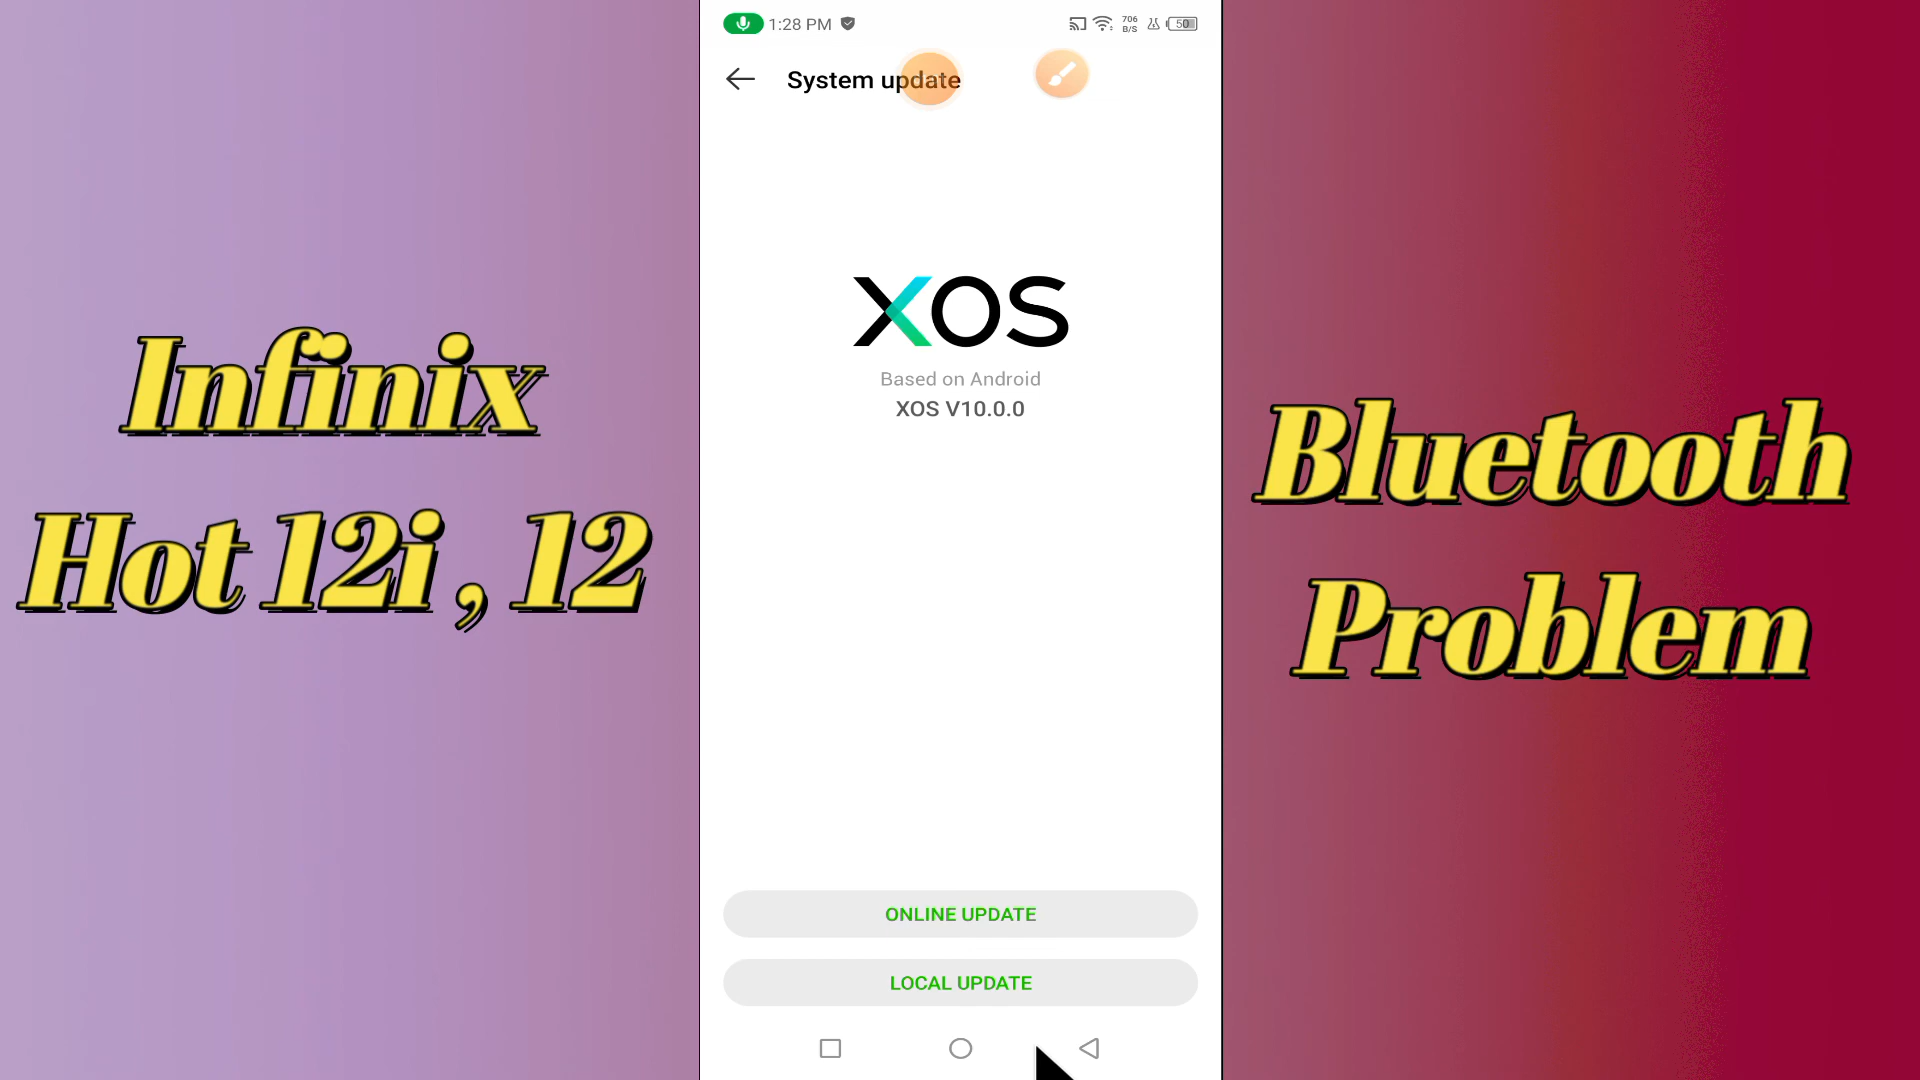 1:28 PM
706
B/S
50
System update
XOS
Based on Android
XOS V10.0.0
Infinix
Hot 12i , 12
Bluetooth
Problem
ONLINE UPDATE
LOCAL UPDATE